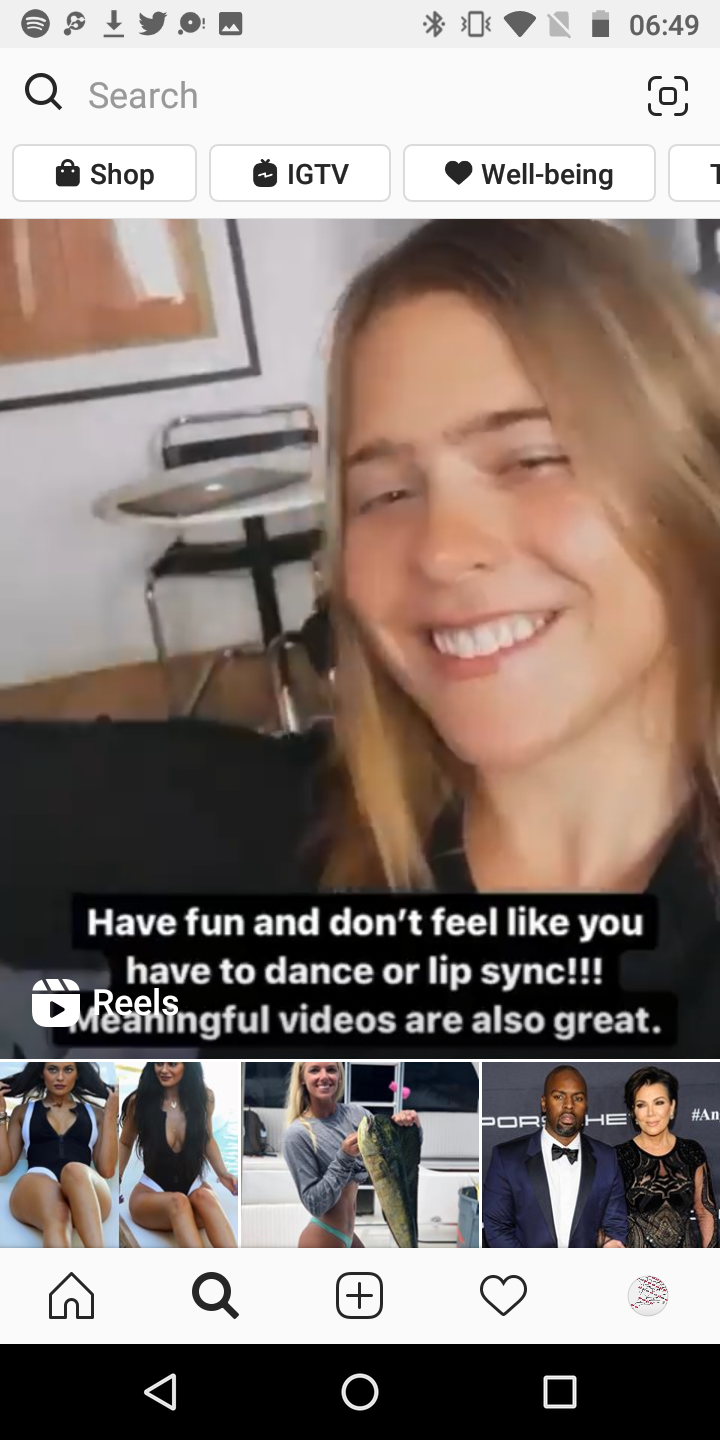 06:49
Search
Shop IGTV Well-being T
Have fun and don't feel like you
have to dance or lip sync!!!
Reels
Meaningful videos are also great.
PORSCHE #An